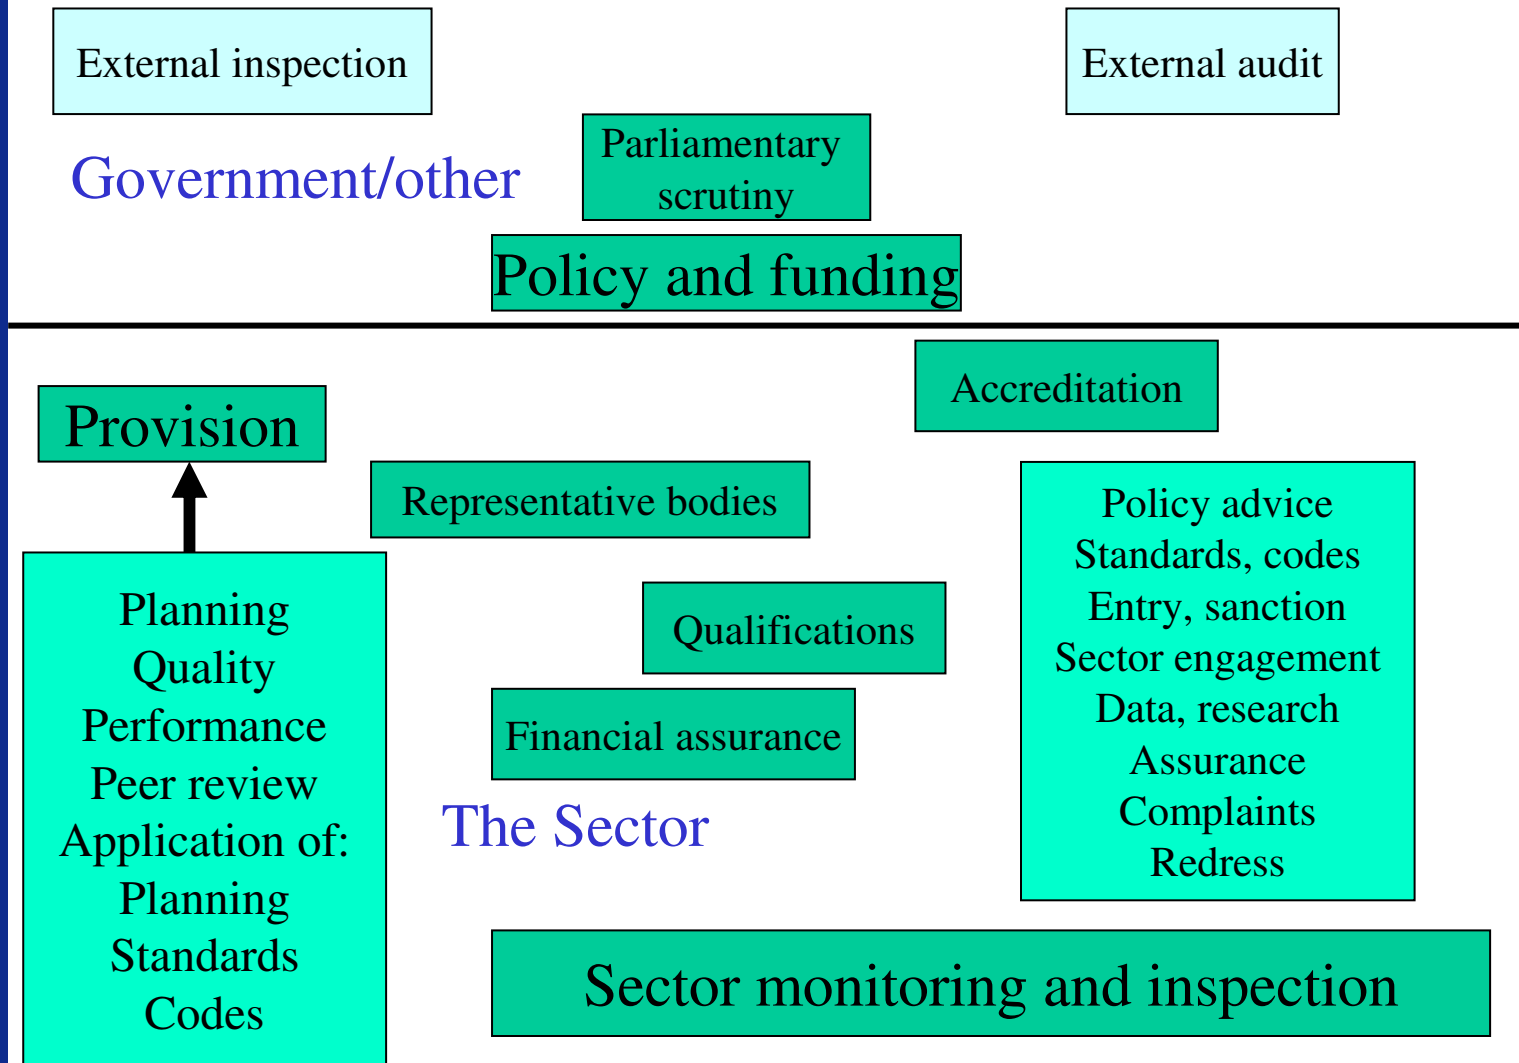 External inspection
External audit
Parliamentary
scrutiny
Government/other
Policy and funding
Accreditation
Provision
Representative bodies
Policy advice
Standards, codes
Entry, sanction
Sector engagement
Data, research
Assurance
Complaints
Redress
Planning
Quality
Performance
Peer review
Application of:
Planning
Standards
Codes
Qualifications
Financial assurance
The Sector
Sector monitoring and inspection